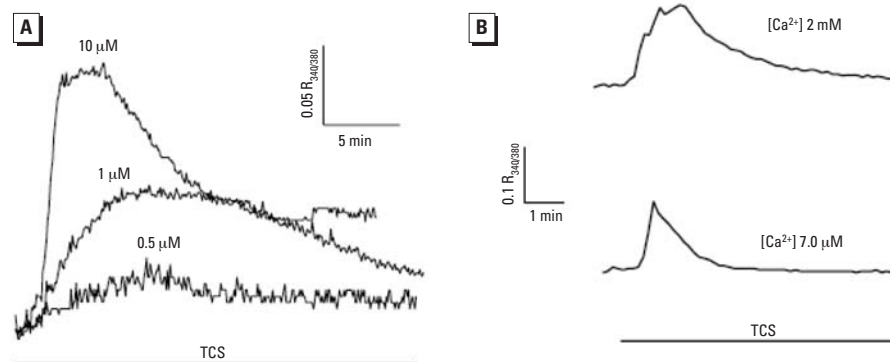 A
10 µM
0.05 R340/380
5 min
1 µM
0.5 µM
TCS
B
[Ca²⁺] 2 mM
0.1 R340/380
1 min
[Ca²⁺] 7.0 µM
TCS